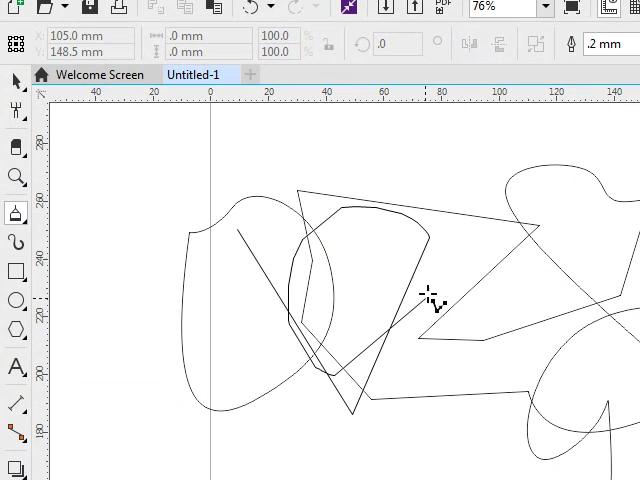 PDF 76%
X: 105.0 mm .0 mm 100.0 % .0 .2 mm
Y: 148.5 mm .0 mm 100.0 %
Welcome Screen Untitled-1 +
40 20 0 20 40 60 80 100 120 140
280
260
240
220
200
180
A